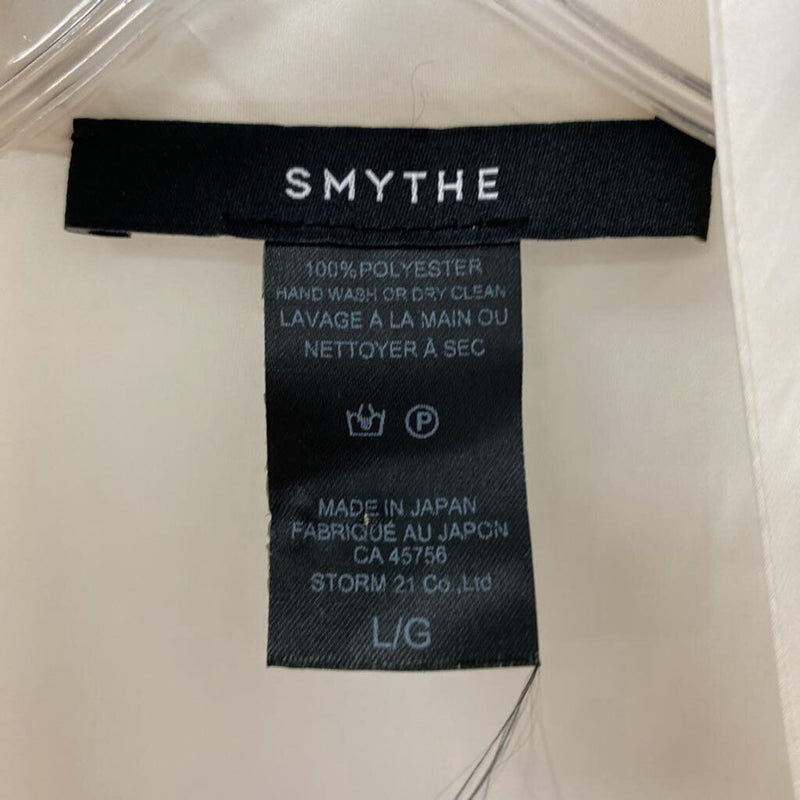 SMYTHE
100% POLYESTER
HAND WASH OR DRY CLEAN
LAVAGE À LA MAIN OU
NETTOYER À SEC
P
MADE IN JAPAN
FABRIQUÉ AU JAPON
CA 45756
STORM 21 Co.,Ltd
L/G